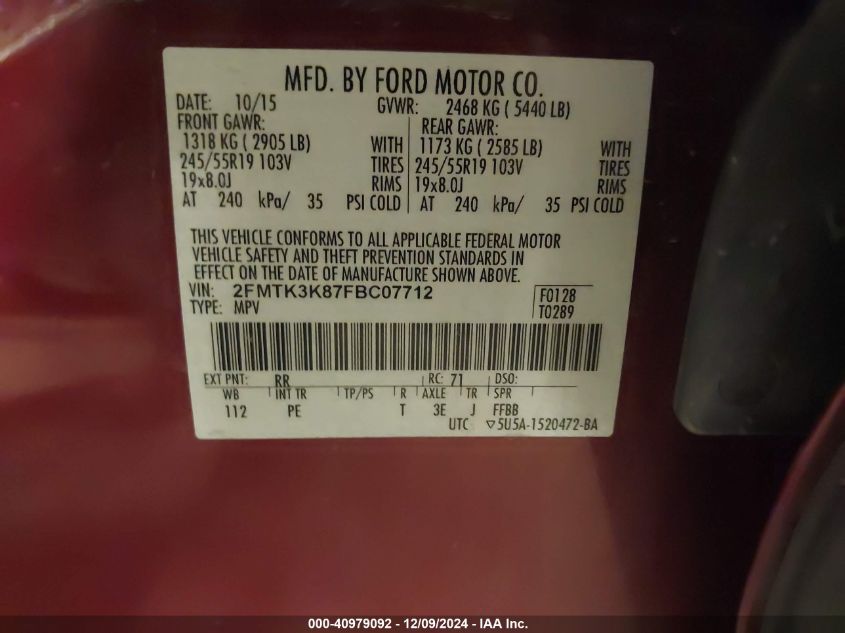 MFD. BY FORD MOTOR CO.
DATE: 10/15 GVWR: 2468 KG ( 5440 LB)
FRONT GAWR: REAR GAWR:
1318 KG ( 2905 LB) WITH 1173 KG ( 2585 LB) WITH
245/55R19 103V TIRES 245/55R19 103V TIRES
19x8.0J RIMS 19x8.0J RIMS
AT 240 kPa/ 35 PSI COLD AT 240 kPa/ 35 PSI COLD
THIS VEHICLE CONFORMS TO ALL APPLICABLE FEDERAL MOTOR
VEHICLE SAFETY AND THEFT PREVENTION STANDARDS IN
EFFECT ON THE DATE OF MANUFACTURE SHOWN ABOVE.
VIN: 2FMTK3K87FBC07712 F0128
TYPE: MPV T0289
EXT PNT: RR RC: 71 DSO:
WB INT TR TP/PS R AXLE TR SPR
112 PE T 3E J FFBB
UTC ▽5U5A-1520472-BA
000-40979092 - 12/09/2024 - IAA Inc.